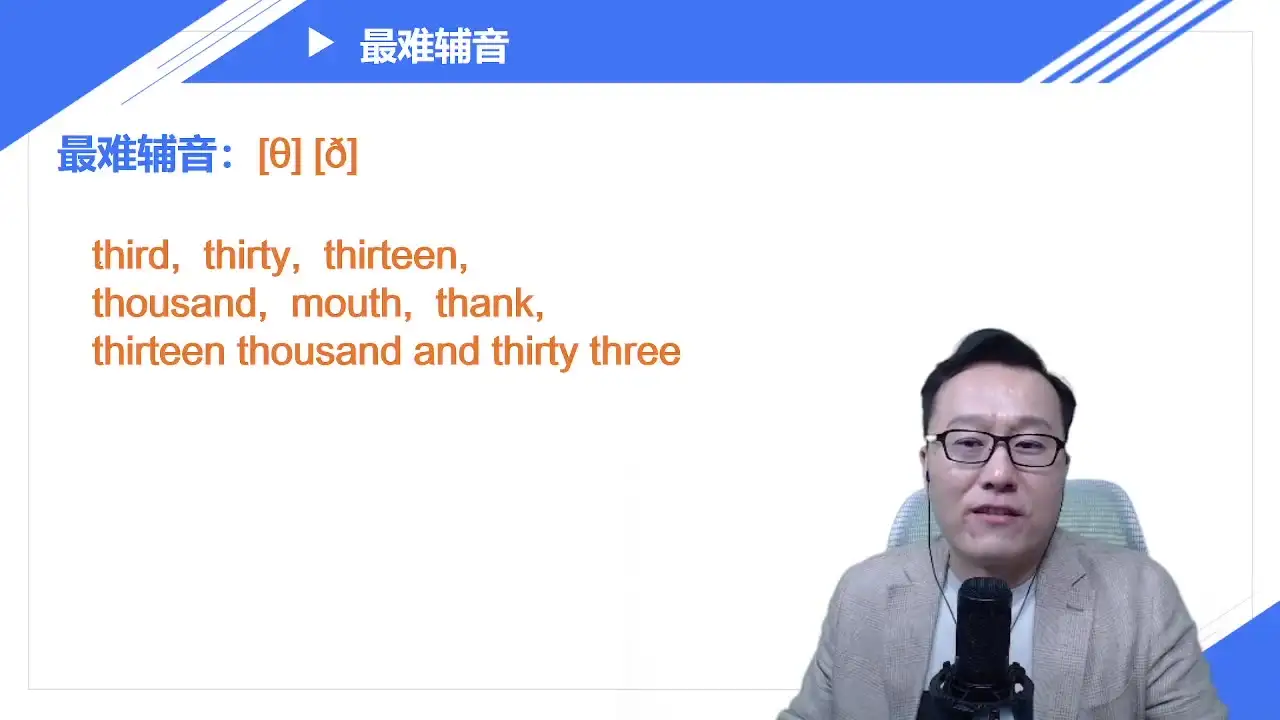 最难辅音
最难辅音：[θ] [ð]
third, thirty, thirteen,
thousand, mouth, thank,
thirteen thousand and thirty three